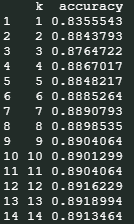 k accuracy
1 1 0.8355543
2 2 0.8843793
3 3 0.8764722
4 4 0.8867017
5 5 0.8848217
6 6 0.8885264
7 7 0.8890793
8 8 0.8898535
9 9 0.8904064
10 10 0.8901299
11 11 0.8904064
12 12 0.8916229
13 13 0.8918994
14 14 0.8913464